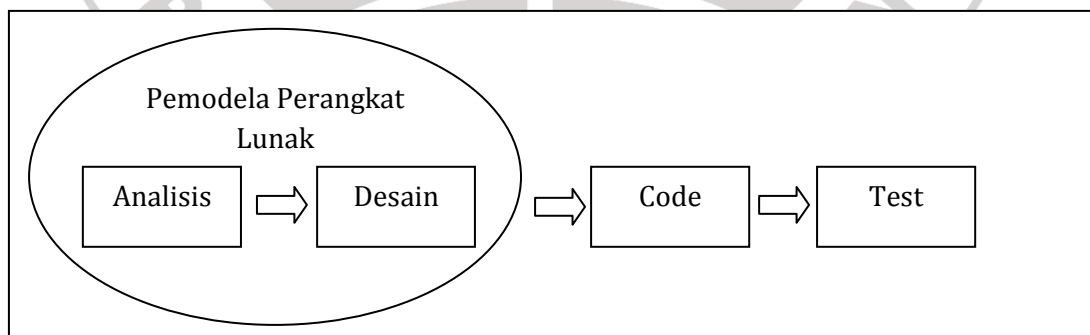 Pemodela Perangkat
Lunak
Analisis
Desain
Code
Test